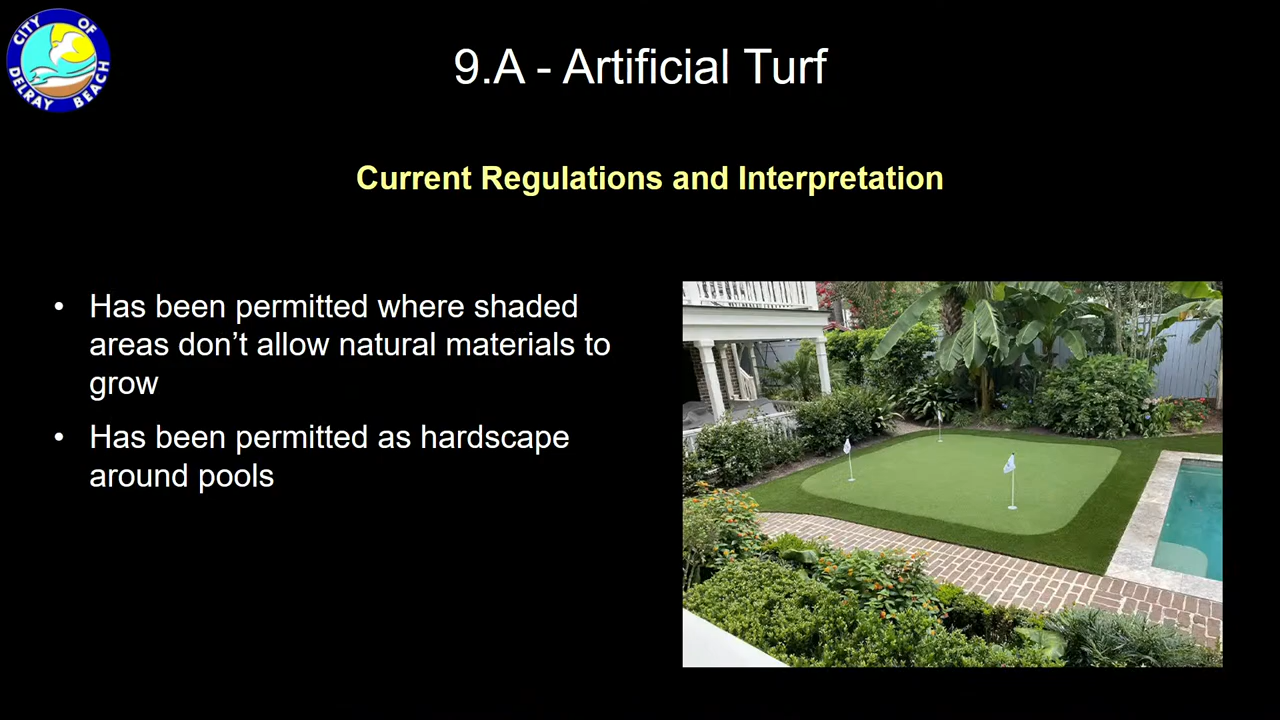 CITY OF
DELRAY BEACH
9.A - Artificial Turf
Current Regulations and Interpretation
• Has been permitted where shaded
areas don’t allow natural materials to
grow
• Has been permitted as hardscape
around pools